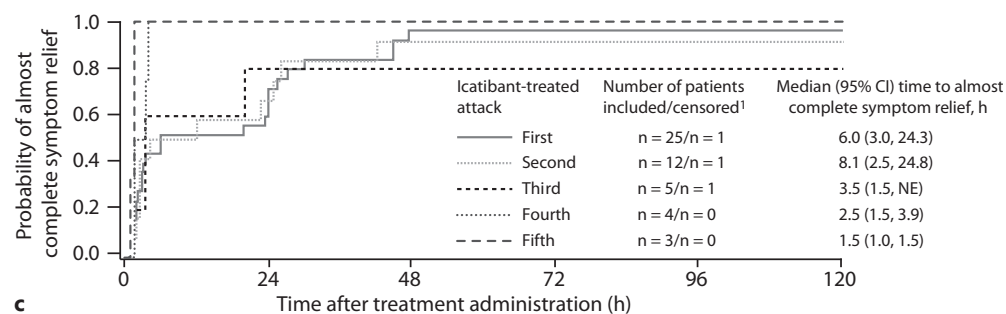 Probability of almost
complete symptom relief
1.0
0.8
0.6
0.4
0.2
0.0
0 24 48 72 96 120
Time after treatment administration (h)
c
Icatibant-treated attack Number of patients included/censored¹ Median (95% CI) time to almost complete symptom relief, h
First n = 25/n = 1 6.0 (3.0, 24.3)
Second n = 12/n = 1 8.1 (2.5, 24.8)
Third n = 5/n = 1 3.5 (1.5, NE)
Fourth n = 4/n = 0 2.5 (1.5, 3.9)
Fifth n = 3/n = 0 1.5 (1.0, 1.5)